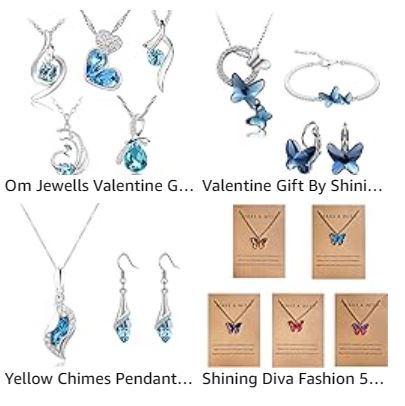 Om Jewells Valentine G...
Valentine Gift By Shini...
Yellow Chimes Pendant...
Shining Diva Fashion 5...